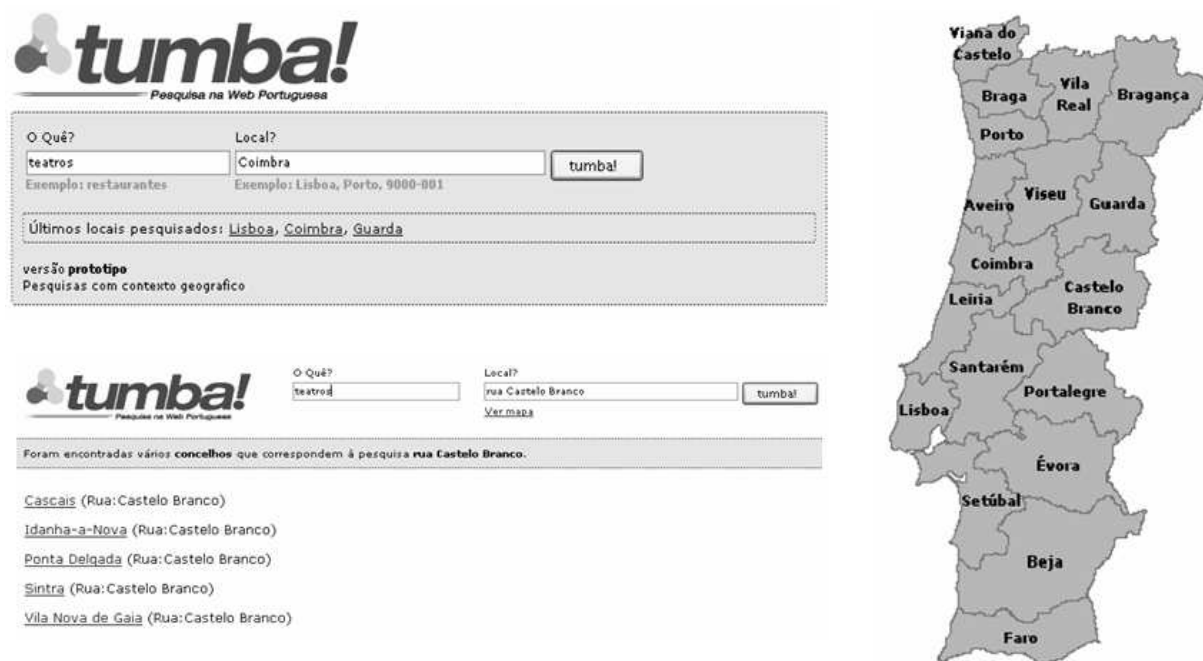 tumba!
Pesquisa na Web Portuguesa
O Quê? Local?
teatros Coimbra tumba!
Exemplo: restaurantes Exemplo: Lisboa, Porto, 9000-001
Últimos locais pesquisados: Lisboa, Coimbra, Guarda
versão prototipo
Pesquisas com contexto geografico
tumba!
Pesquisa na Web Portuguesa
O Quê? Local?
teatros rua Castelo Branco tumba!
Ver mapa
Foram encontradas vários concelhos que correspondem à pesquisa rua Castelo Branco.
Cascais (Rua:Castelo Branco)
Idanha-a-Nova (Rua:Castelo Branco)
Ponta Delgada (Rua:Castelo Branco)
Sintra (Rua:Castelo Branco)
Vila Nova de Gaia (Rua:Castelo Branco)
Viana do
Castelo
Braga
Vila
Real
Bragança
Porto
Aveiro
Viseu
Guarda
Coimbra
Castelo
Branco
Leiria
Santarém
Portalegre
Lisboa
Évora
Setúbal
Beja
Faro